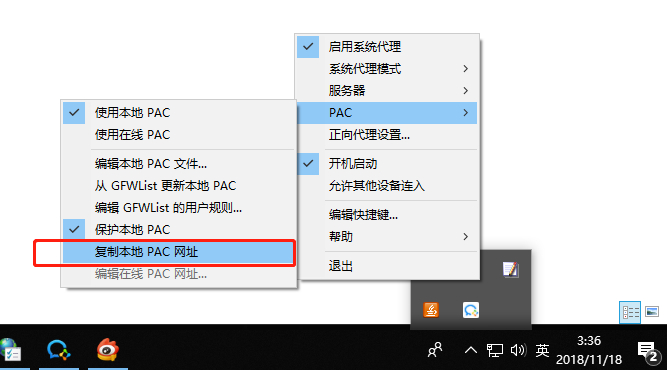 启用系统代理
系统代理模式
服务器
PAC
正向代理设置...
开机启动
允许其他设备连入
编辑快捷键...
帮助
退出
使用本地 PAC
使用在线 PAC
编辑本地 PAC 文件...
从 GFWList 更新本地 PAC
编辑 GFWList 的用户规则...
保护本地 PAC
复制本地 PAC 网址
编辑在线 PAC 网址...
英
3:36
2018/11/18
2